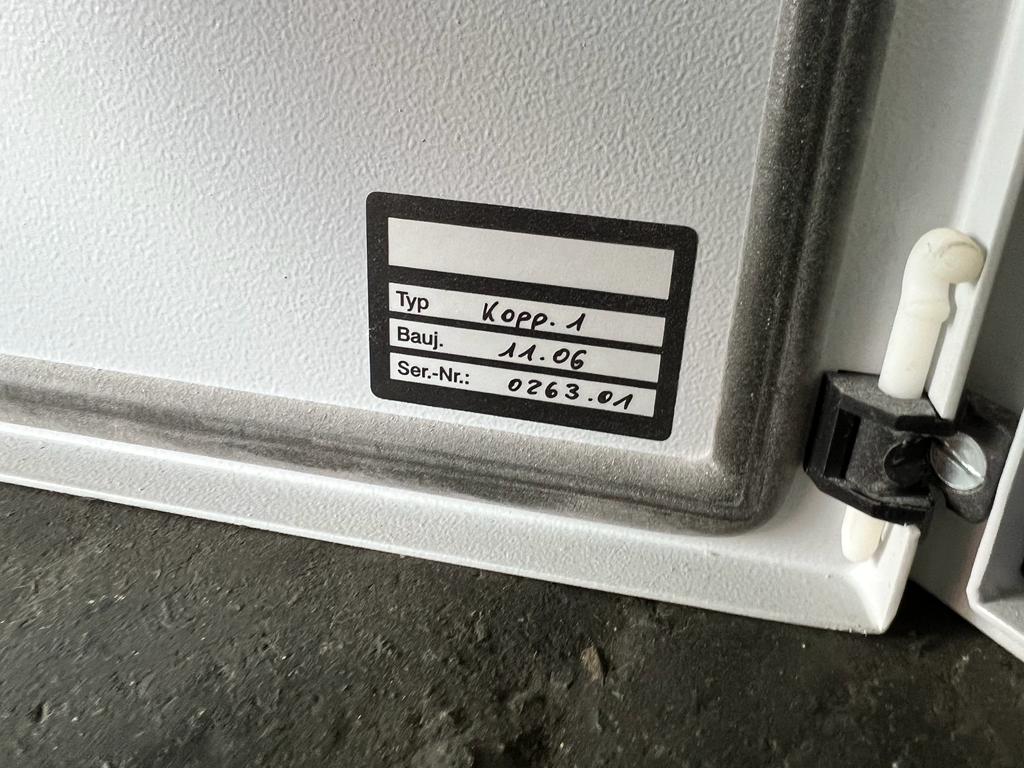 Typ Kopp. 1
Bauj. 11.06
Ser.-Nr.: 0263.01